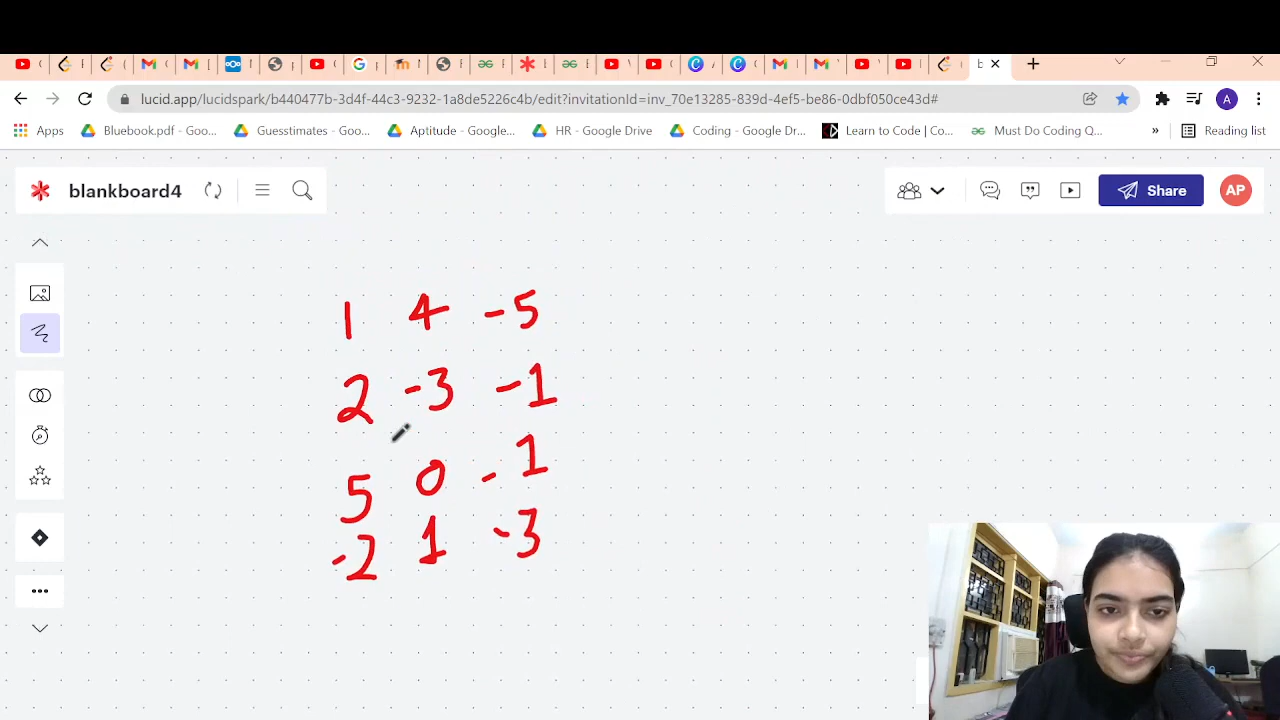 lucid.app/lucidspark/b440477b-3d4f-44c3-9232-1a8de5226c4b/edit?invitationId=inv_70e13285-839d-4ef5-be86-0dbf050ce43d# A
Apps Bluebook.pdf - Goo... Guesstimates - Goo... Aptitude - Google... HR - Google Drive Coding - Google Dr... Learn to Code | Co... Must Do Coding Q... » Reading list
blankboard4 Share AP
1 4 -5
2 -3 -1
5 0 -1
-2 1 -3